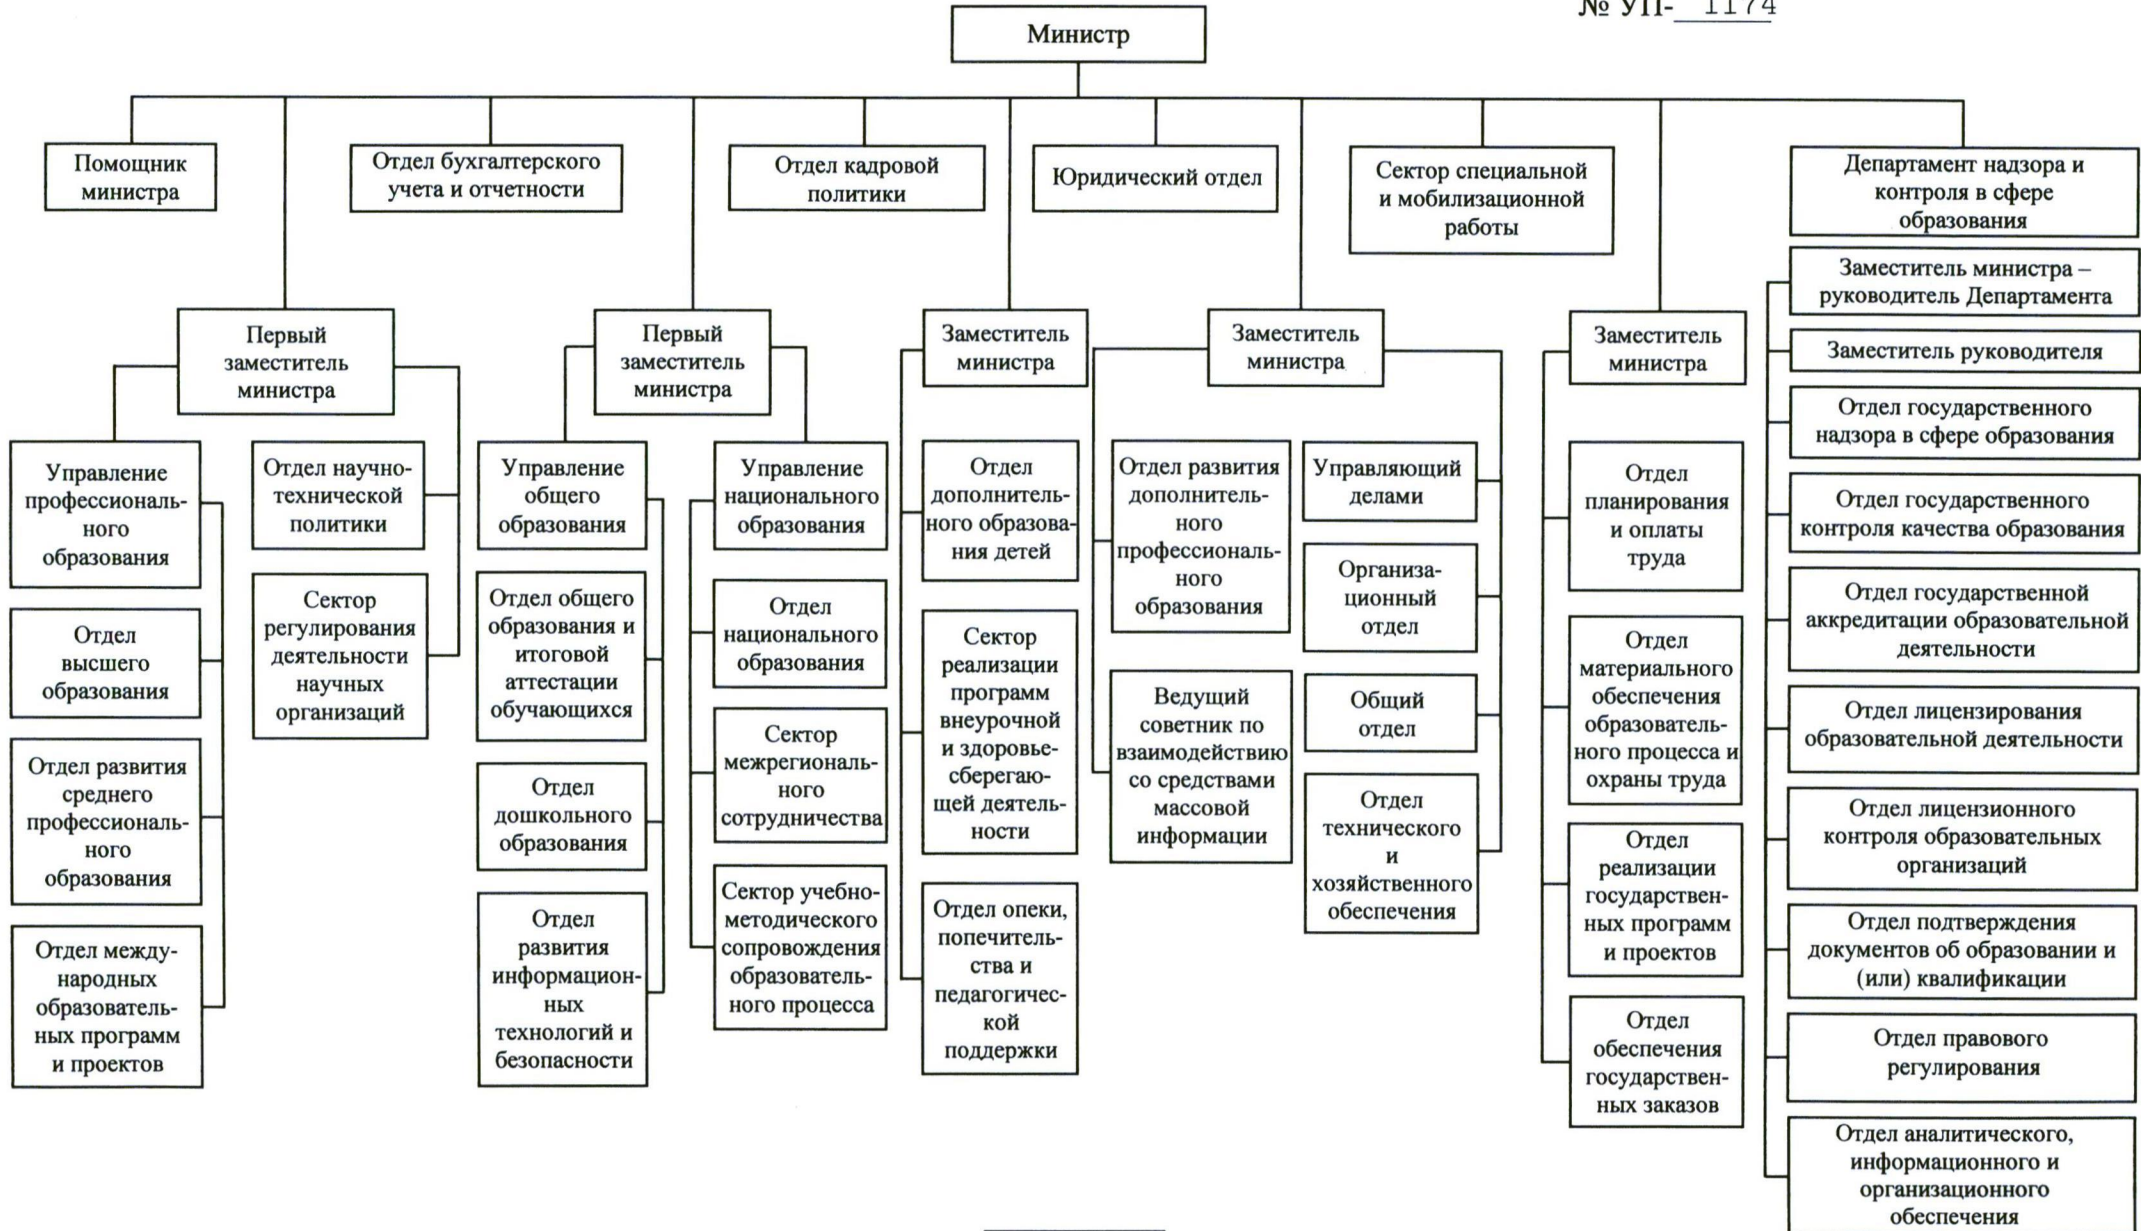 № УП- 1174
Министр
Помощник
министра
Отдел бухгалтерского
учета и отчетности
Отдел кадровой
политики
Юридический отдел
Сектор специальной
и мобилизационной
работы
Департамент надзора и
контроля в сфере
образования
Первый
заместитель
министра
Первый
заместитель
министра
Заместитель
министра
Заместитель
министра
Заместитель
министра
Управление
профессиональ-
ного
образования
Отдел
высшего
образования
Отдел развития
среднего
профессиональ-
ного
образования
Отдел между-
народных
образователь-
ных программ
и проектов
Отдел научно-
технической
политики
Сектор
регулирования
деятельности
научных
организаций
Управление
общего
образования
Отдел общего
образования и
итоговой
аттестации
обучающихся
Отдел
дошкольного
образования
Отдел
развития
информацион-
ных
технологий и
безопасности
Управление
национального
образования
Отдел
национального
образования
Сектор
межрегиональ-
ного
сотрудничества
Сектор учебно-
методического
сопровождения
образователь-
ного процесса
Отдел
дополнитель-
ного образова-
ния детей
Сектор
реализации
программ
внеурочной
и здоровье-
сберегаю-
щей деятель-
ности
Отдел опеки,
попечитель-
ства и
педагогичес-
кой
поддержки
Отдел развития
дополнитель-
ного
профессиональ-
ного
образования
Ведущий
советник по
взаимодействию
со средствами
массовой
информации
Управляющий
делами
Организа-
ционный
отдел
Общий
отдел
Отдел
технического
и
хозяйственного
обеспечения
Отдел
планирования
и оплаты
труда
Отдел
материального
обеспечения
образователь-
ного процесса и
охраны труда
Отдел
реализации
государствен-
ных программ
и проектов
Отдел
обеспечения
государствен-
ных заказов
Заместитель министра –
руководитель Департамента
Заместитель руководителя
Отдел государственного
надзора в сфере образования
Отдел государственного
контроля качества образования
Отдел государственной
аккредитации образовательной
деятельности
Отдел лицензирования
образовательной деятельности
Отдел лицензионного
контроля образовательных
организаций
Отдел подтверждения
документов об образовании и
(или) квалификации
Отдел правового
регулирования
Отдел аналитического,
информационного и
организационного
обеспечения